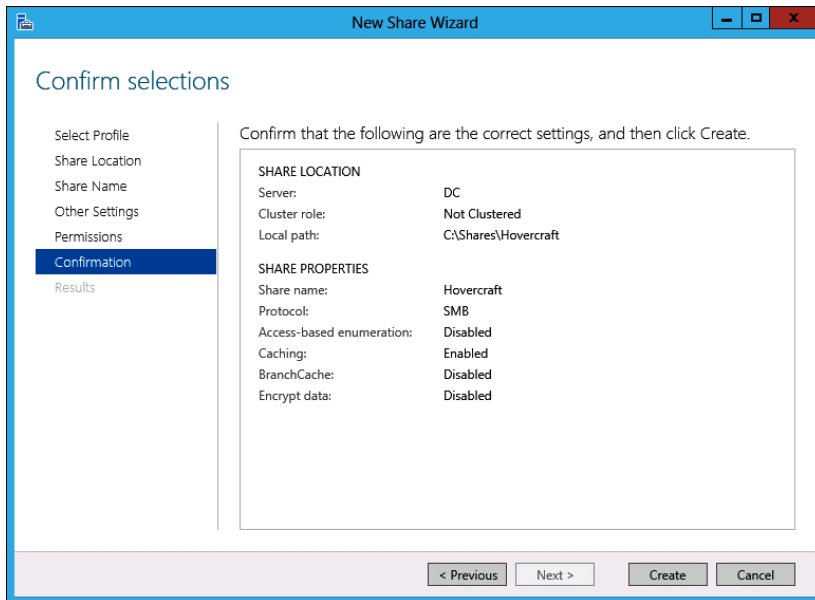 New Share Wizard
Confirm selections
Select Profile
Share Location
Share Name
Other Settings
Permissions
Confirmation
Results
Confirm that the following are the correct settings, and then click Create.
SHARE LOCATION
Server: DC
Cluster role: Not Clustered
Local path: C:\Shares\Hovercraft
SHARE PROPERTIES
Share name: Hovercraft
Protocol: SMB
Access-based enumeration: Disabled
Caching: Enabled
BranchCache: Disabled
Encrypt data: Disabled
< Previous Next > Create Cancel